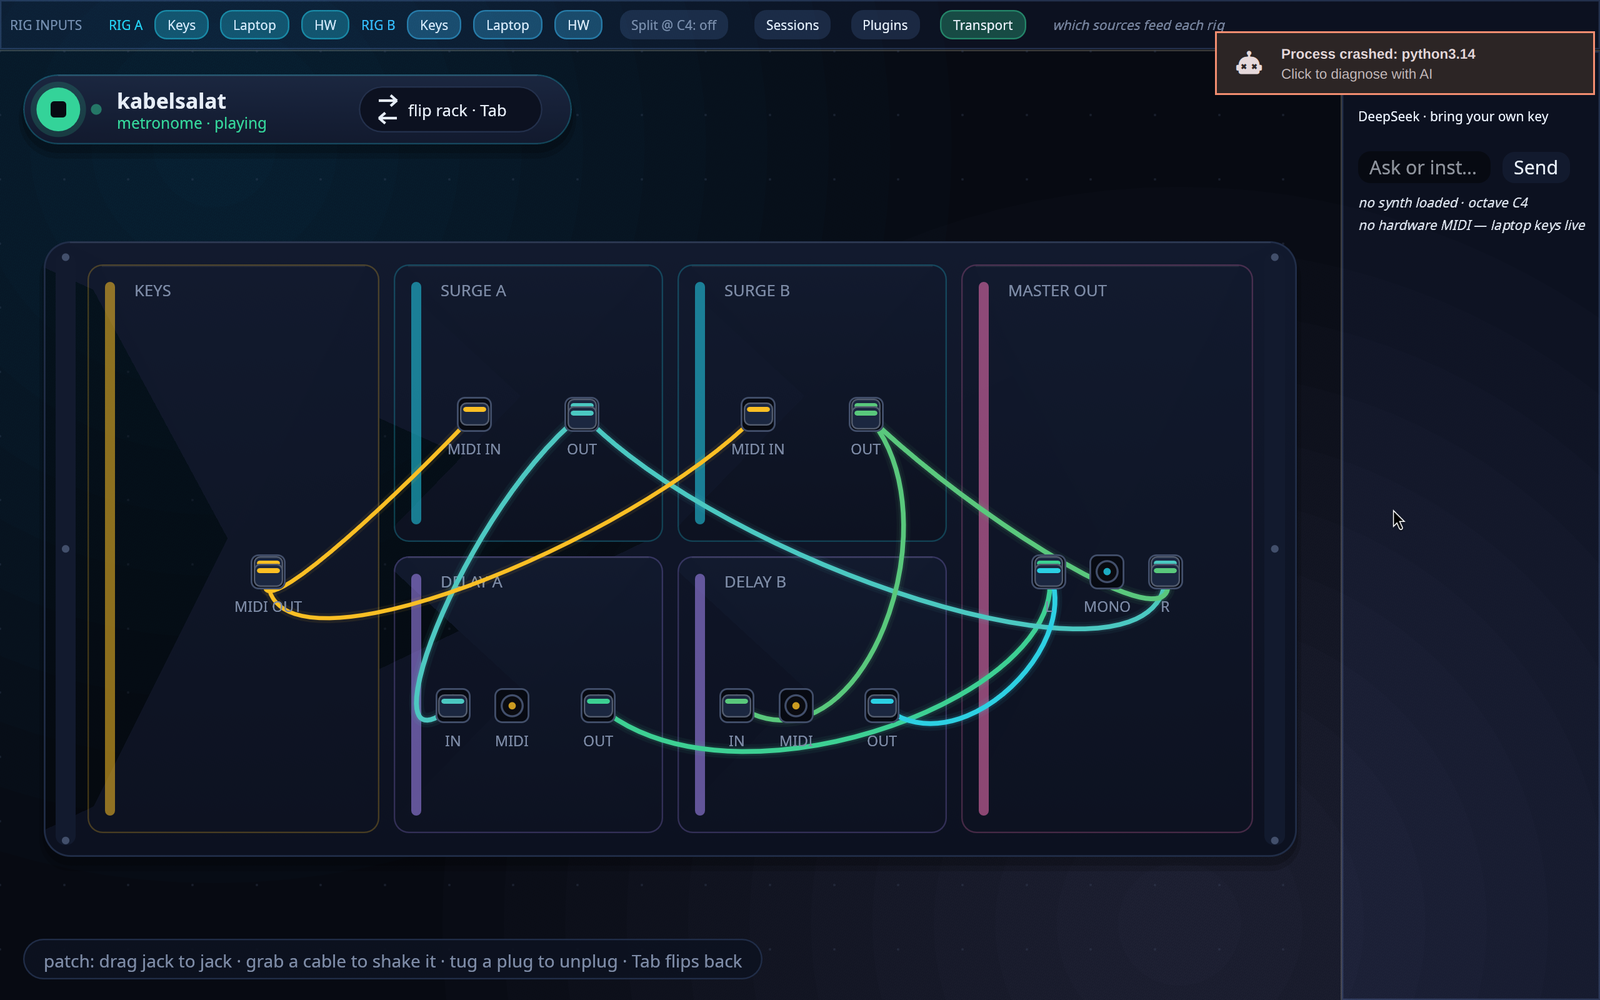 RIG INPUTS RIG A Keys Laptop HW RIG B Keys Laptop HW Split @ C4: off Sessions Plugins Transport which sources feed each rig
Process crashed: python3.14
Click to diagnose with AI
kabelsalat
metronome · playing
flip rack · Tab
DeepSeek · bring your own key
Ask or inst... Send
no synth loaded · octave C4
no hardware MIDI — laptop keys live
KEYS SURGE A SURGE B MASTER OUT
MIDI IN OUT MIDI IN OUT
DELAY A DELAY B
MIDI OUT MONO R
IN MIDI OUT IN MIDI OUT
patch: drag jack to jack · grab a cable to shake it · tug a plug to unplug · Tab flips back